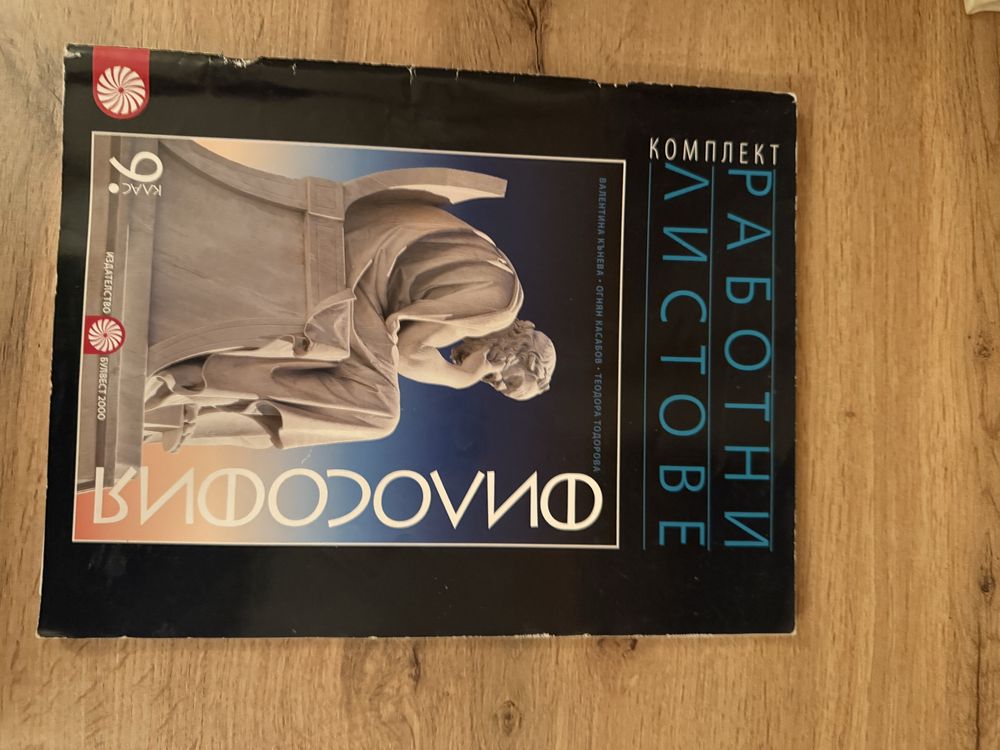 КОМПЛЕКТ
РАБОТНИ
ЛИСТОВЕ
ВАЛЕНТИНА КЪНЕВА • ОГНЯН КАСАБОВ • ТЕОДОРА ТОДОРОВА
ФИЛОСОФИЯ
9. КЛАС
ИЗДАТЕЛСТВО БУЛВЕСТ 2000